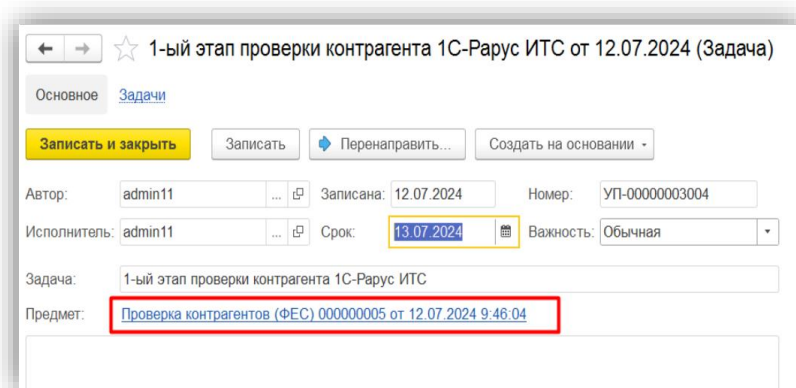 1-ый этап проверки контрагента 1С-Рарус ИТС от 12.07.2024 (Задача)
Основное Задачи
Записать и закрыть Записать Перенаправить... Создать на основании
Автор: admin11 ... Записана: 12.07.2024 Номер: УП-00000003004
Исполнитель: admin11 ... Срок: 13.07.2024 Важность: Обычная
Задача: 1-ый этап проверки контрагента 1С-Рарус ИТС
Предмет: Проверка контрагентов (ФЕС) 000000005 от 12.07.2024 9:46:04